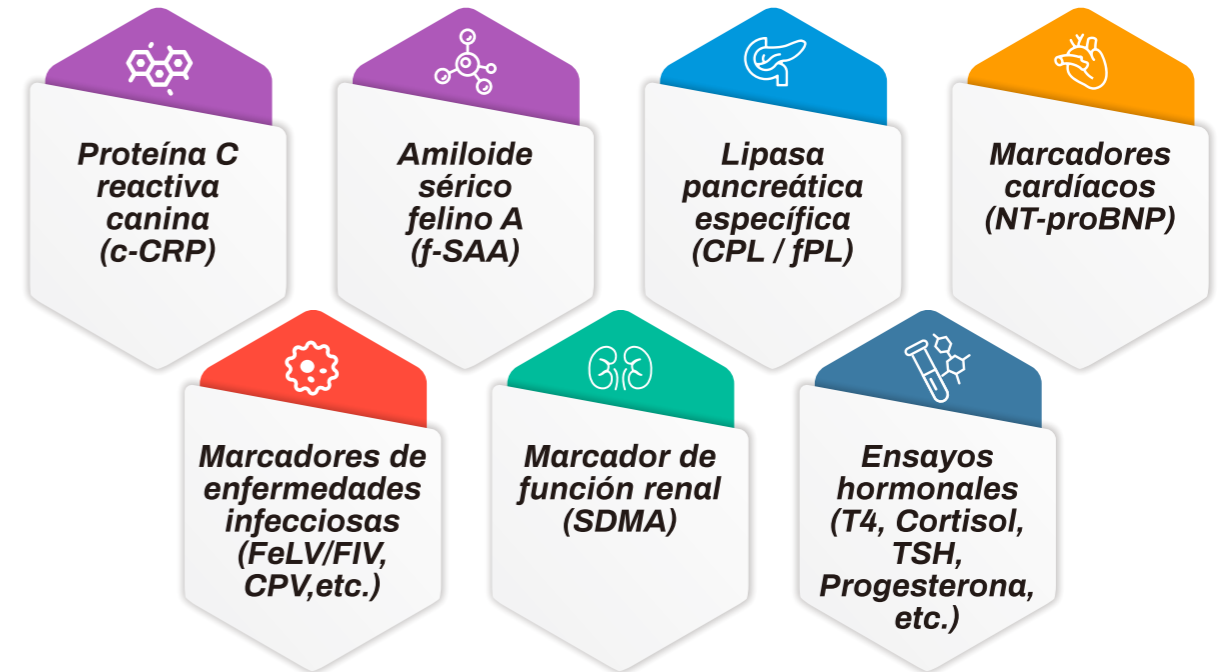 Proteína C
reactiva
canina
(c-CRP)
Amiloide
sérico
felino A
(f-SAA)
Lipasa
pancreática
específica
(CPL / fPL)
Marcadores
cardíacos
(NT-proBNP)
Marcadores de
enfermedades
infecciosas
(FeLV/FIV,
CPV,etc.)
Marcador de
función renal
(SDMA)
Ensayos
hormonales
(T4, Cortisol,
TSH,
Progesterona,
etc.)